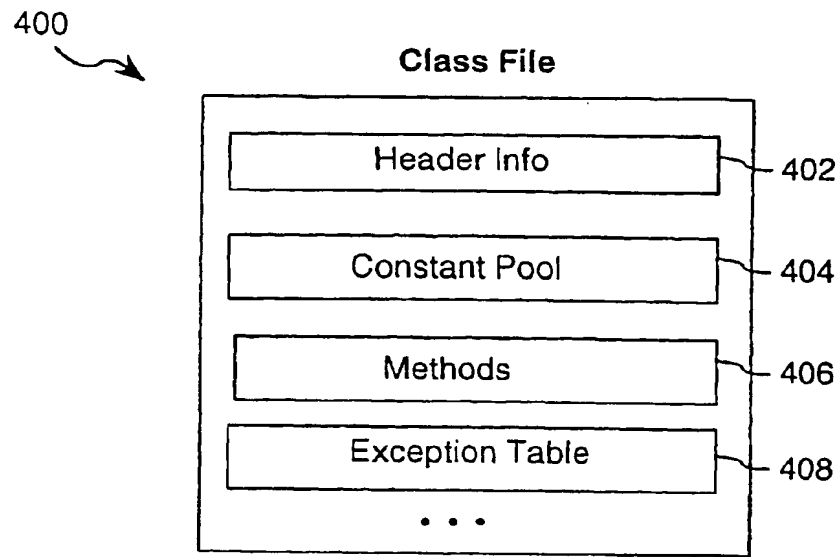 400
Class File
Header Info
402
Constant Pool
404
Methods
406
Exception Table
408
...